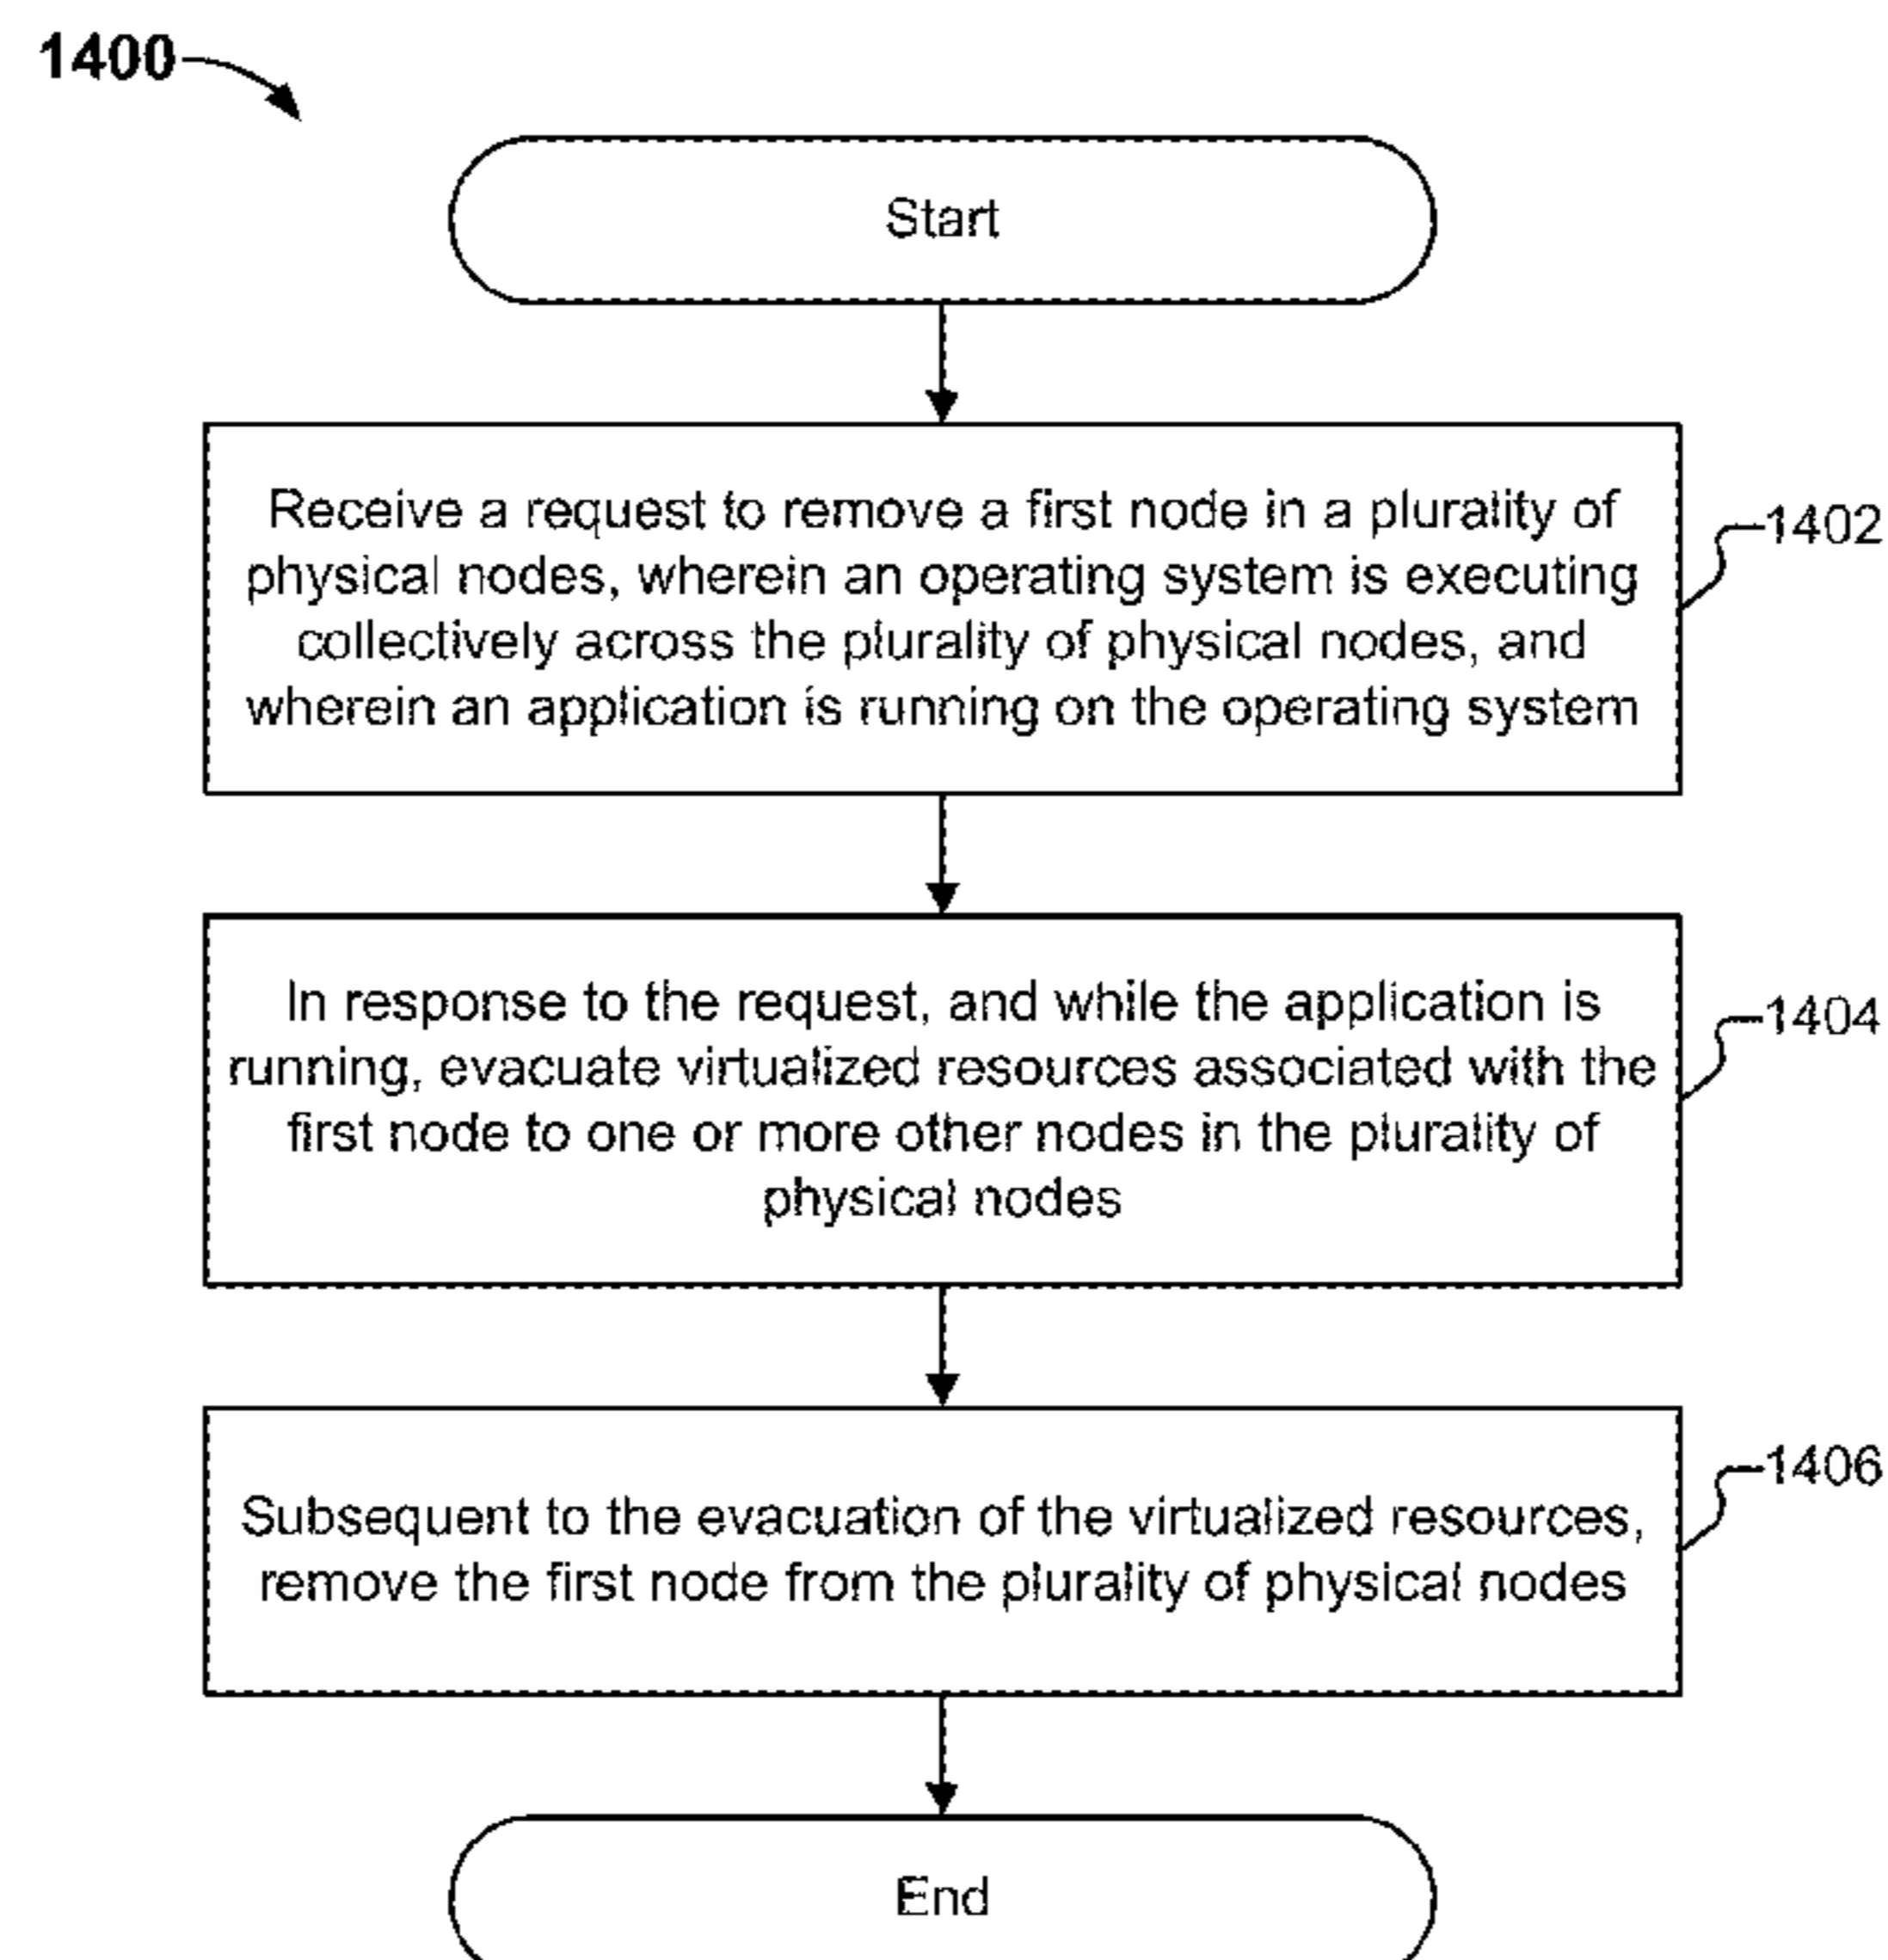 1400
Start
Receive a request to remove a first node in a plurality of
physical nodes, wherein an operating system is executing
collectively across the plurality of physical nodes, and
wherein an application is running on the operating system
1402
In response to the request, and while the application is
running, evacuate virtualized resources associated with the
first node to one or more other nodes in the plurality of
physical nodes
1404
Subsequent to the evacuation of the virtualized resources,
remove the first node from the plurality of physical nodes
1406
End